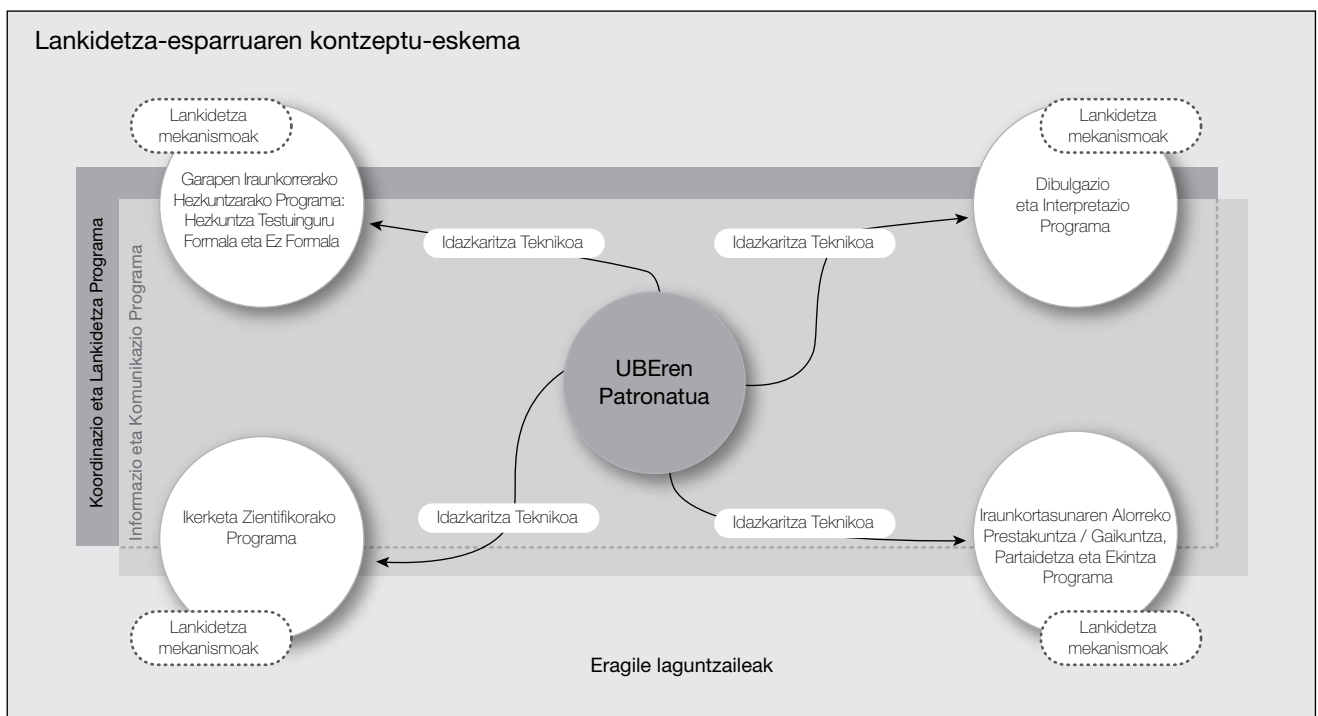 Lankidetza-esparruaren kontzeptu-eskema
Lankidetza
mekanismoak
Garapen Iraunkorrerako
Hezkuntzarako Programa:
Hezkuntza Testuinguru
Formala eta Ez Formala
Lankidetza
mekanismoak
Dibulgazio
eta Interpretazio
Programa
Koordinazio eta Lankidetza Programa
Informazio eta Komunikazio Programa
Idazkaritza Teknikoa
Idazkaritza Teknikoa
UBEren
Patronatua
Ikerketa Zientifikorako
Programa
Idazkaritza Teknikoa
Idazkaritza Teknikoa
Iraunkortasunaren Alorreko
Prestakuntza / Gaikuntza,
Partaidetza eta Ekintza
Programa
Lankidetza
mekanismoak
Lankidetza
mekanismoak
Eragile laguntzaileak